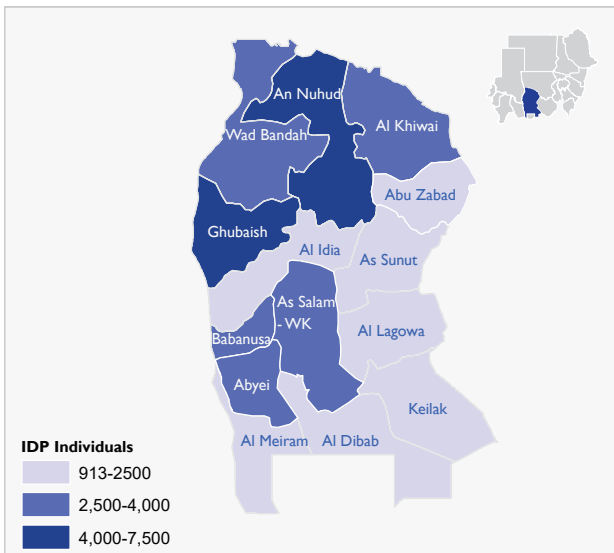 An Nuhud
Al Khiwai
Wad Bandah
Abu Zabad
Ghubaish
Al Idia
As Sunut
As Salam
- WK
Al Lagowa
Babanusa
Abyei
Keilak
Al Meiram
Al Dibab
IDP Individuals
913-2500
2,500-4,000
4,000-7,500